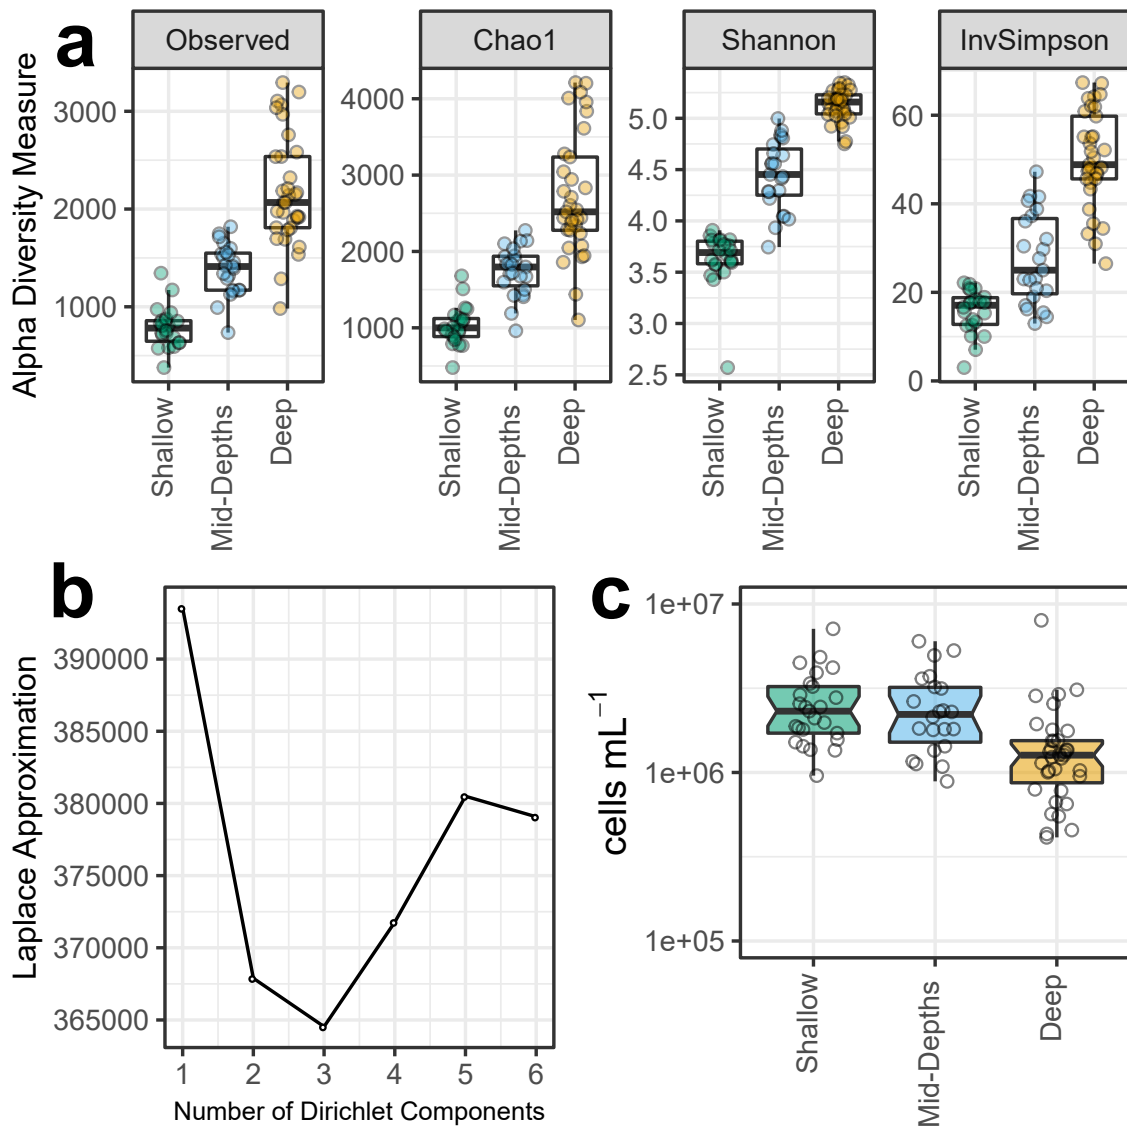 a
Observed
Chao1
Shannon
InvSimpson
Alpha Diversity Measure
3000
2000
1000
4000
3000
2000
1000
5.0
4.5
4.0
3.5
3.0
2.5
60
40
20
0
Shallow
Mid-Depths
Deep
Shallow
Mid-Depths
Deep
Shallow
Mid-Depths
Deep
Shallow
Mid-Depths
Deep
b
Laplace Approximation
390000
385000
380000
375000
370000
365000
1 2 3 4 5 6
Number of Dirichlet Components
c
cells mL⁻¹
1e+07
1e+06
1e+05
Shallow
Mid-Depths
Deep